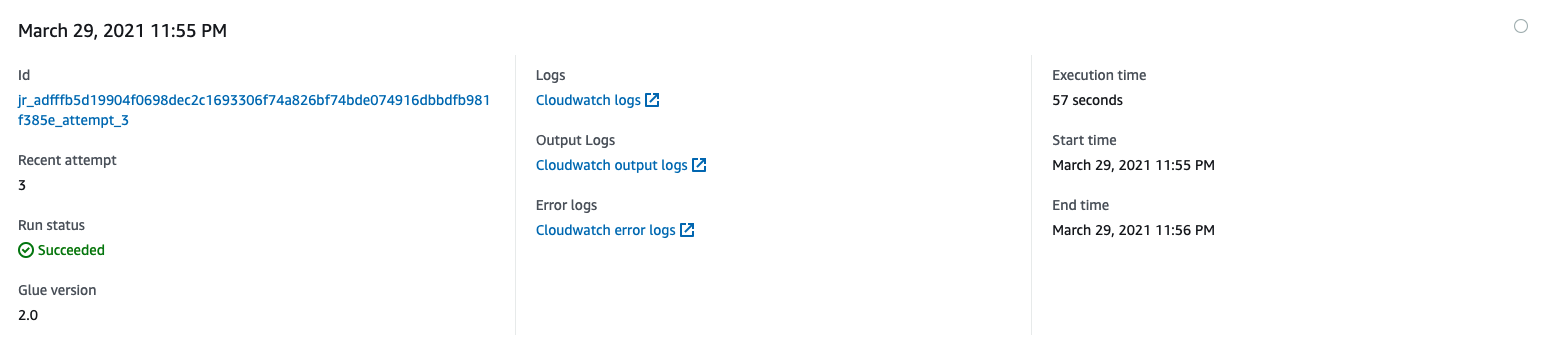 March 29, 2021 11:55 PM
Id
jr_adfffb5d19904f0698dec2c1693306f74a826bf74bde074916dbbdfb981
f385e_attempt_3
Recent attempt
3
Run status
Succeeded
Glue version
2.0
Logs
Cloudwatch logs
Output Logs
Cloudwatch output logs
Error logs
Cloudwatch error logs
Execution time
57 seconds
Start time
March 29, 2021 11:55 PM
End time
March 29, 2021 11:56 PM